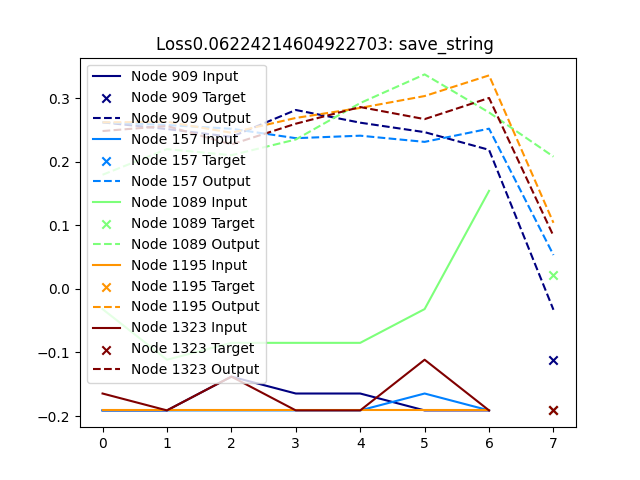 Loss0.06224214604922703: save_string
0.3
0.2
0.1
0.0
−0.1
−0.2
Node 909 Input
Node 909 Target
Node 909 Output
Node 157 Input
Node 157 Target
Node 157 Output
Node 1089 Input
Node 1089 Target
Node 1089 Output
Node 1195 Input
Node 1195 Target
Node 1195 Output
Node 1323 Input
Node 1323 Target
Node 1323 Output
0 1 2 3 4 5 6 7